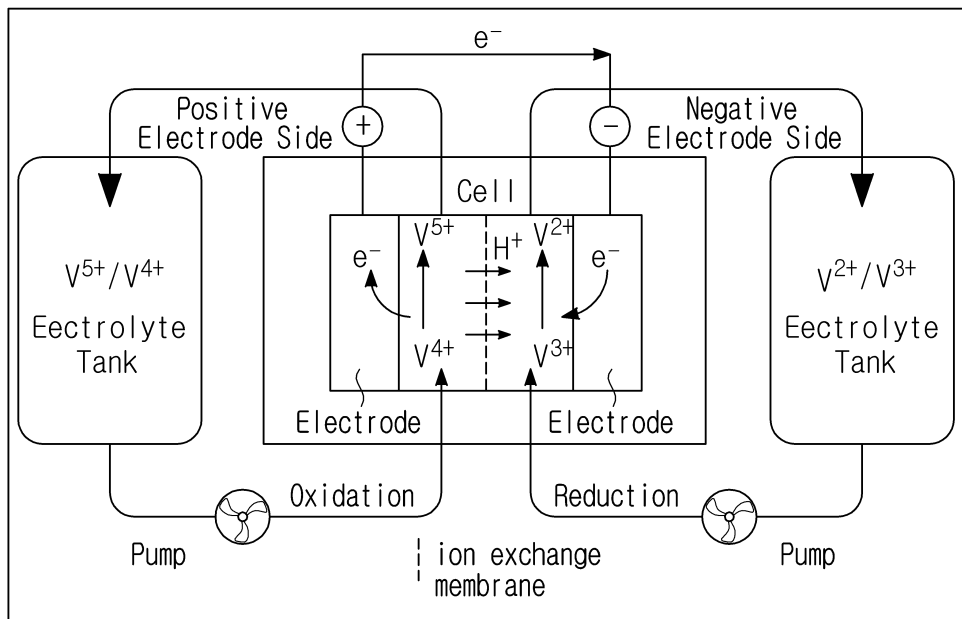 e⁻
Positive
Electrode Side
+
−
Negative
Electrode Side
Cell
V⁵⁺/V⁴⁺
Eectrolyte
Tank
e⁻
V⁵⁺
V⁴⁺
H⁺
V²⁺
V³⁺
e⁻
V²⁺/V³⁺
Eectrolyte
Tank
Electrode
Electrode
Oxidation
Reduction
Pump
ion exchange
membrane
Pump